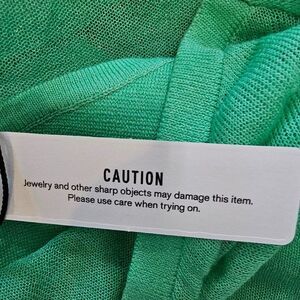 CAUTION
Jewelry and other sharp objects may damage this item.
Please use care when trying on.